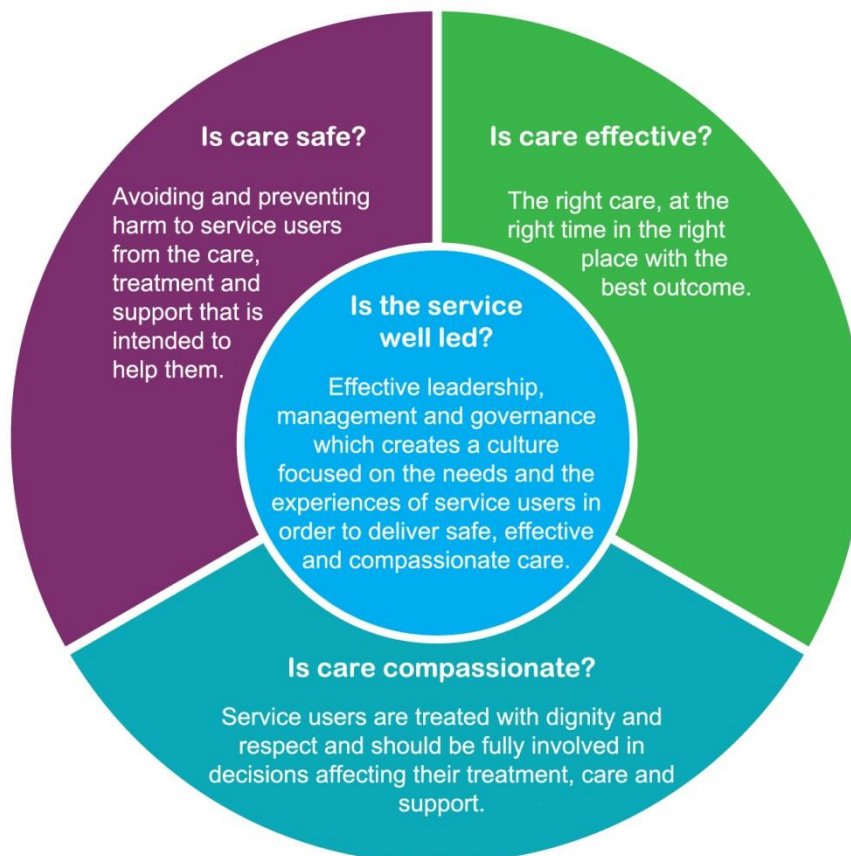 Is care safe?
Avoiding and preventing
harm to service users
from the care,
treatment and
support that is
intended to
help them.
Is care effective?
The right care, at the
right time in the right
place with the
best outcome.
Is the service
well led?
Effective leadership,
management and governance
which creates a culture
focused on the needs and the
experiences of service users in
order to deliver safe, effective
and compassionate care.
Is care compassionate?
Service users are treated with dignity and
respect and should be fully involved in
decisions affecting their treatment, care and
support.